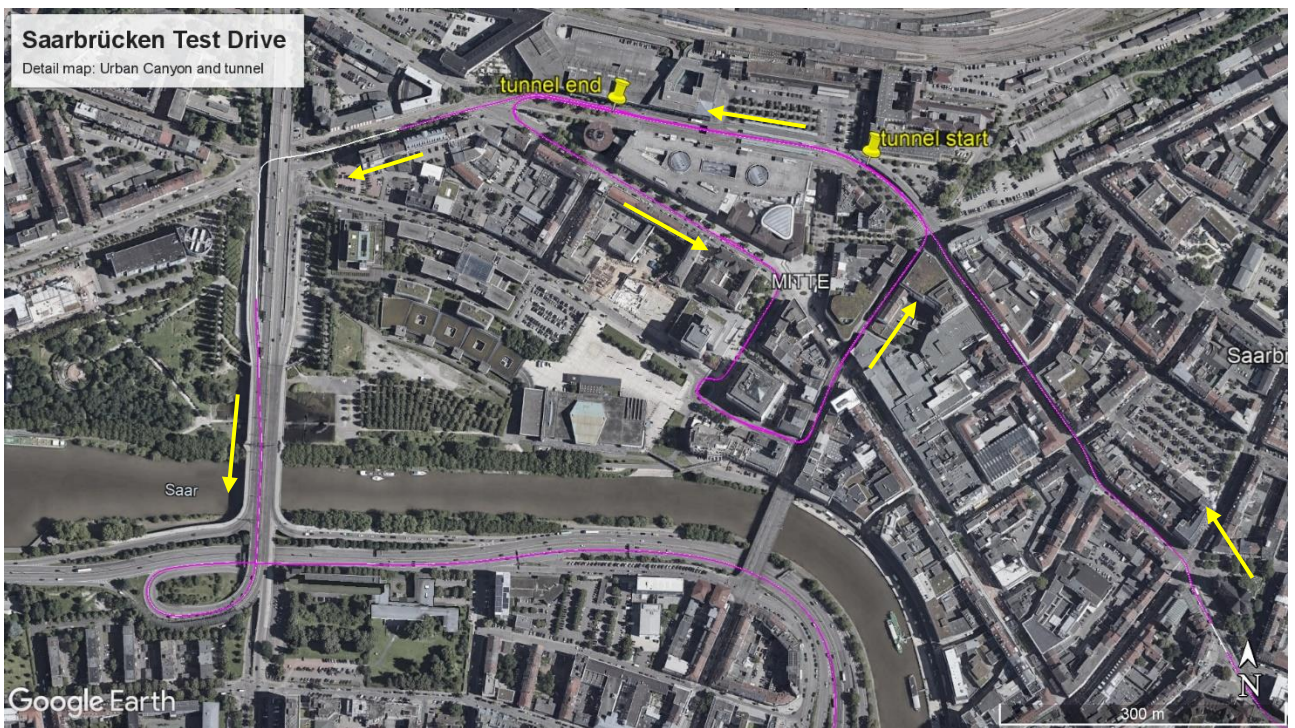 Saarbrücken Test Drive
Detail map: Urban Canyon and tunnel
tunnel end
tunnel start
MITTE
Saarbr
Saar
Google Earth
N
300 m